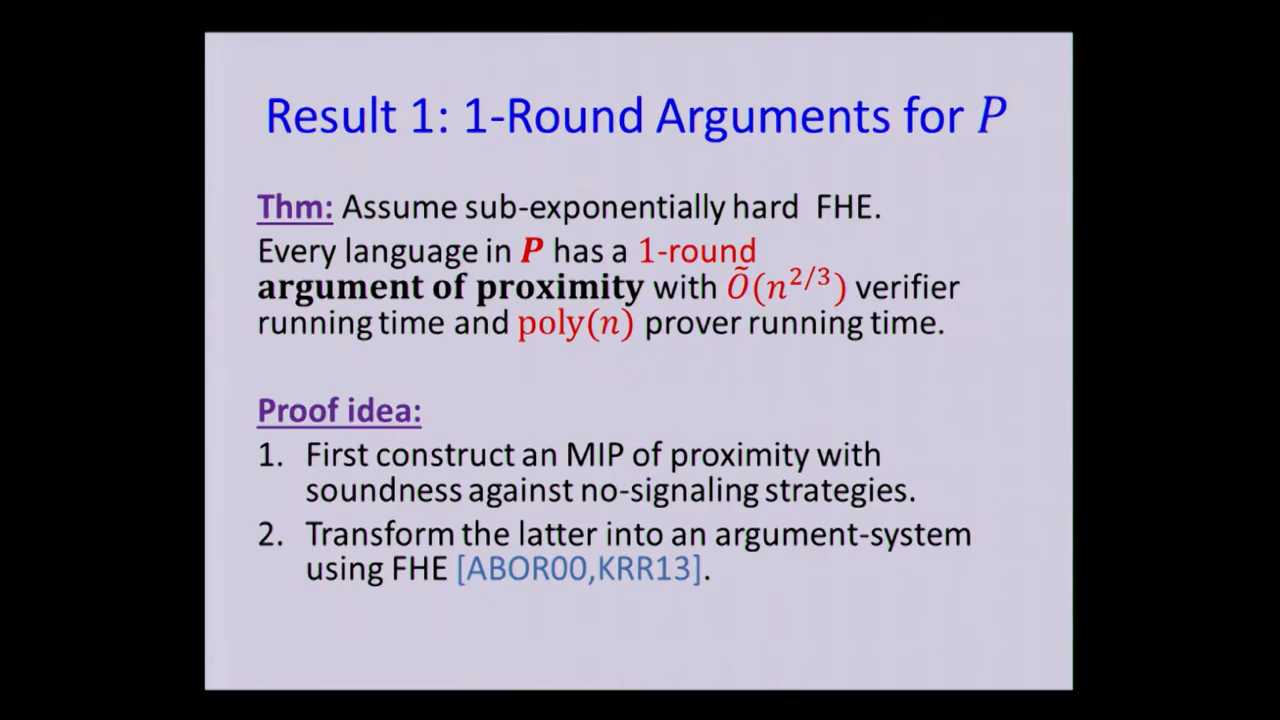 Result 1: 1-Round Arguments for P
Thm: Assume sub-exponentially hard FHE.
Every language in P has a 1-round
argument of proximity with Õ(n^{2/3}) verifier
running time and poly(n) prover running time.
Proof idea:
1. First construct an MIP of proximity with
soundness against no-signaling strategies.
2. Transform the latter into an argument-system
using FHE [ABOR00,KRR13].